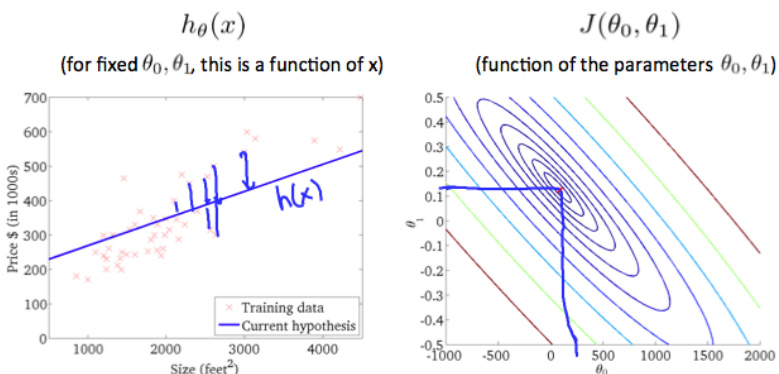 hθ(x)
(for fixed θ0, θ1, this is a function of x)
700
600
500
400
300
200
100
0
Price $ (in 1000s)
1000
2000
3000
4000
Size (feet²)
h(x)
Training data
Current hypothesis
J(θ0, θ1)
(function of the parameters θ0, θ1)
0.5
0.4
0.3
0.2
0.1
0
-0.1
-0.2
-0.3
-0.4
-0.5
θ1
-1000
-500
0
500
1000
1500
2000
θ0